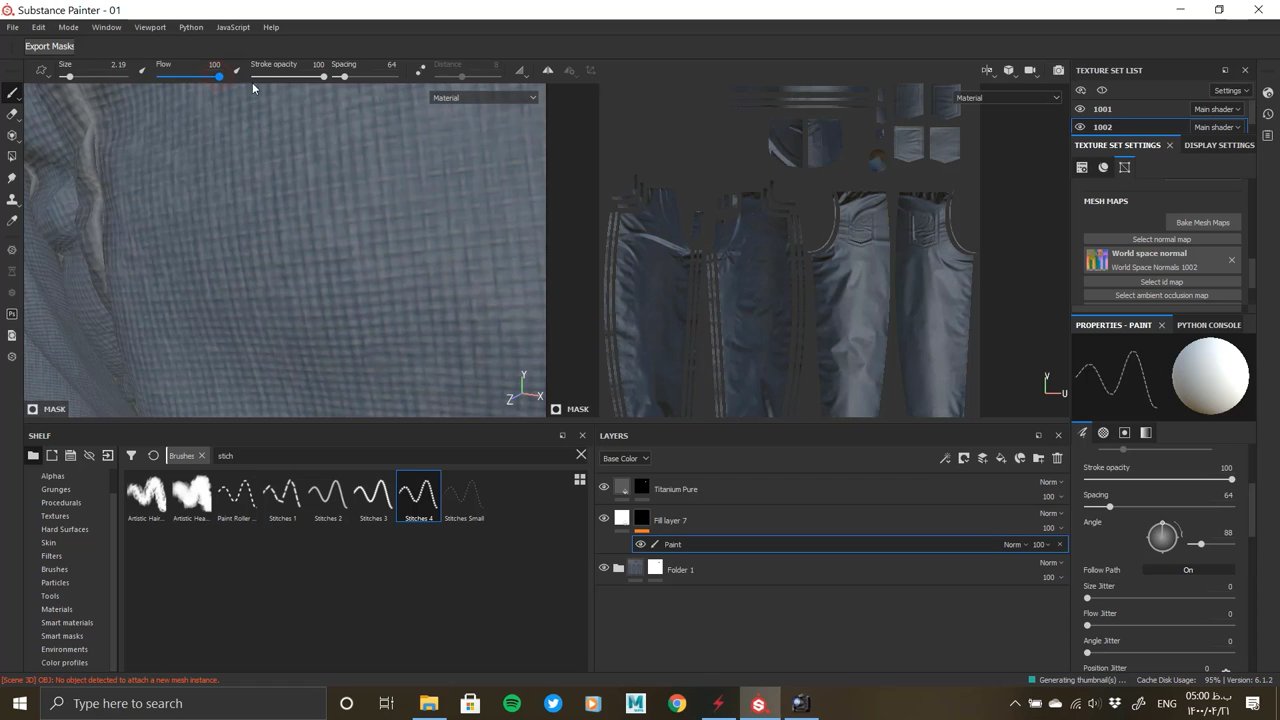 Substance Painter - 01
File Edit Mode Window Viewport Python JavaScript Help
Export Masks
Size 2.19 Flow 100 Stroke opacity 100 Spacing 64 Distance 8
Material
Material
MASK
MASK
Y
Z X
V
U
TEXTURE SET LIST
Settings
1001 Main shader
1002 Main shader
TEXTURE SET SETTINGS DISPLAY SETTINGS
MESH MAPS
Bake Mesh Maps
Select normal map
World space normal
World Space Normals 1002
Select id map
Select ambient occlusion map
PROPERTIES - PAINT PYTHON CONSOLE
Stroke opacity 100
Spacing 64
Angle 88
Follow Path On
Size Jitter 0
Flow Jitter 0
Angle Jitter 0
Position Jitter 0
SHELF
Brushes stich
Alphas
Grunges
Procedurals
Textures
Hard Surfaces
Skin
Filters
Brushes
Particles
Tools
Materials
Smart materials
Smart masks
Environments
Color profiles
Artistic Hair... Artistic Hea... Paint Roller ... Stitches 1 Stitches 2 Stitches 3 Stitches 4 Stitches Small
LAYERS
Base Color
Titanium Pure Norm 100
Fill layer 7 Norm 100
Paint Norm 100
Folder 1 Norm 100
[Scene 3D] OBJ: No object detected to attach a new mesh instance.
Generating thumbnail(s) ... Cache Disk Usage: 95% | Version: 6.1.2
Type here to search
Ps
ENG
05:00 ب.ظ